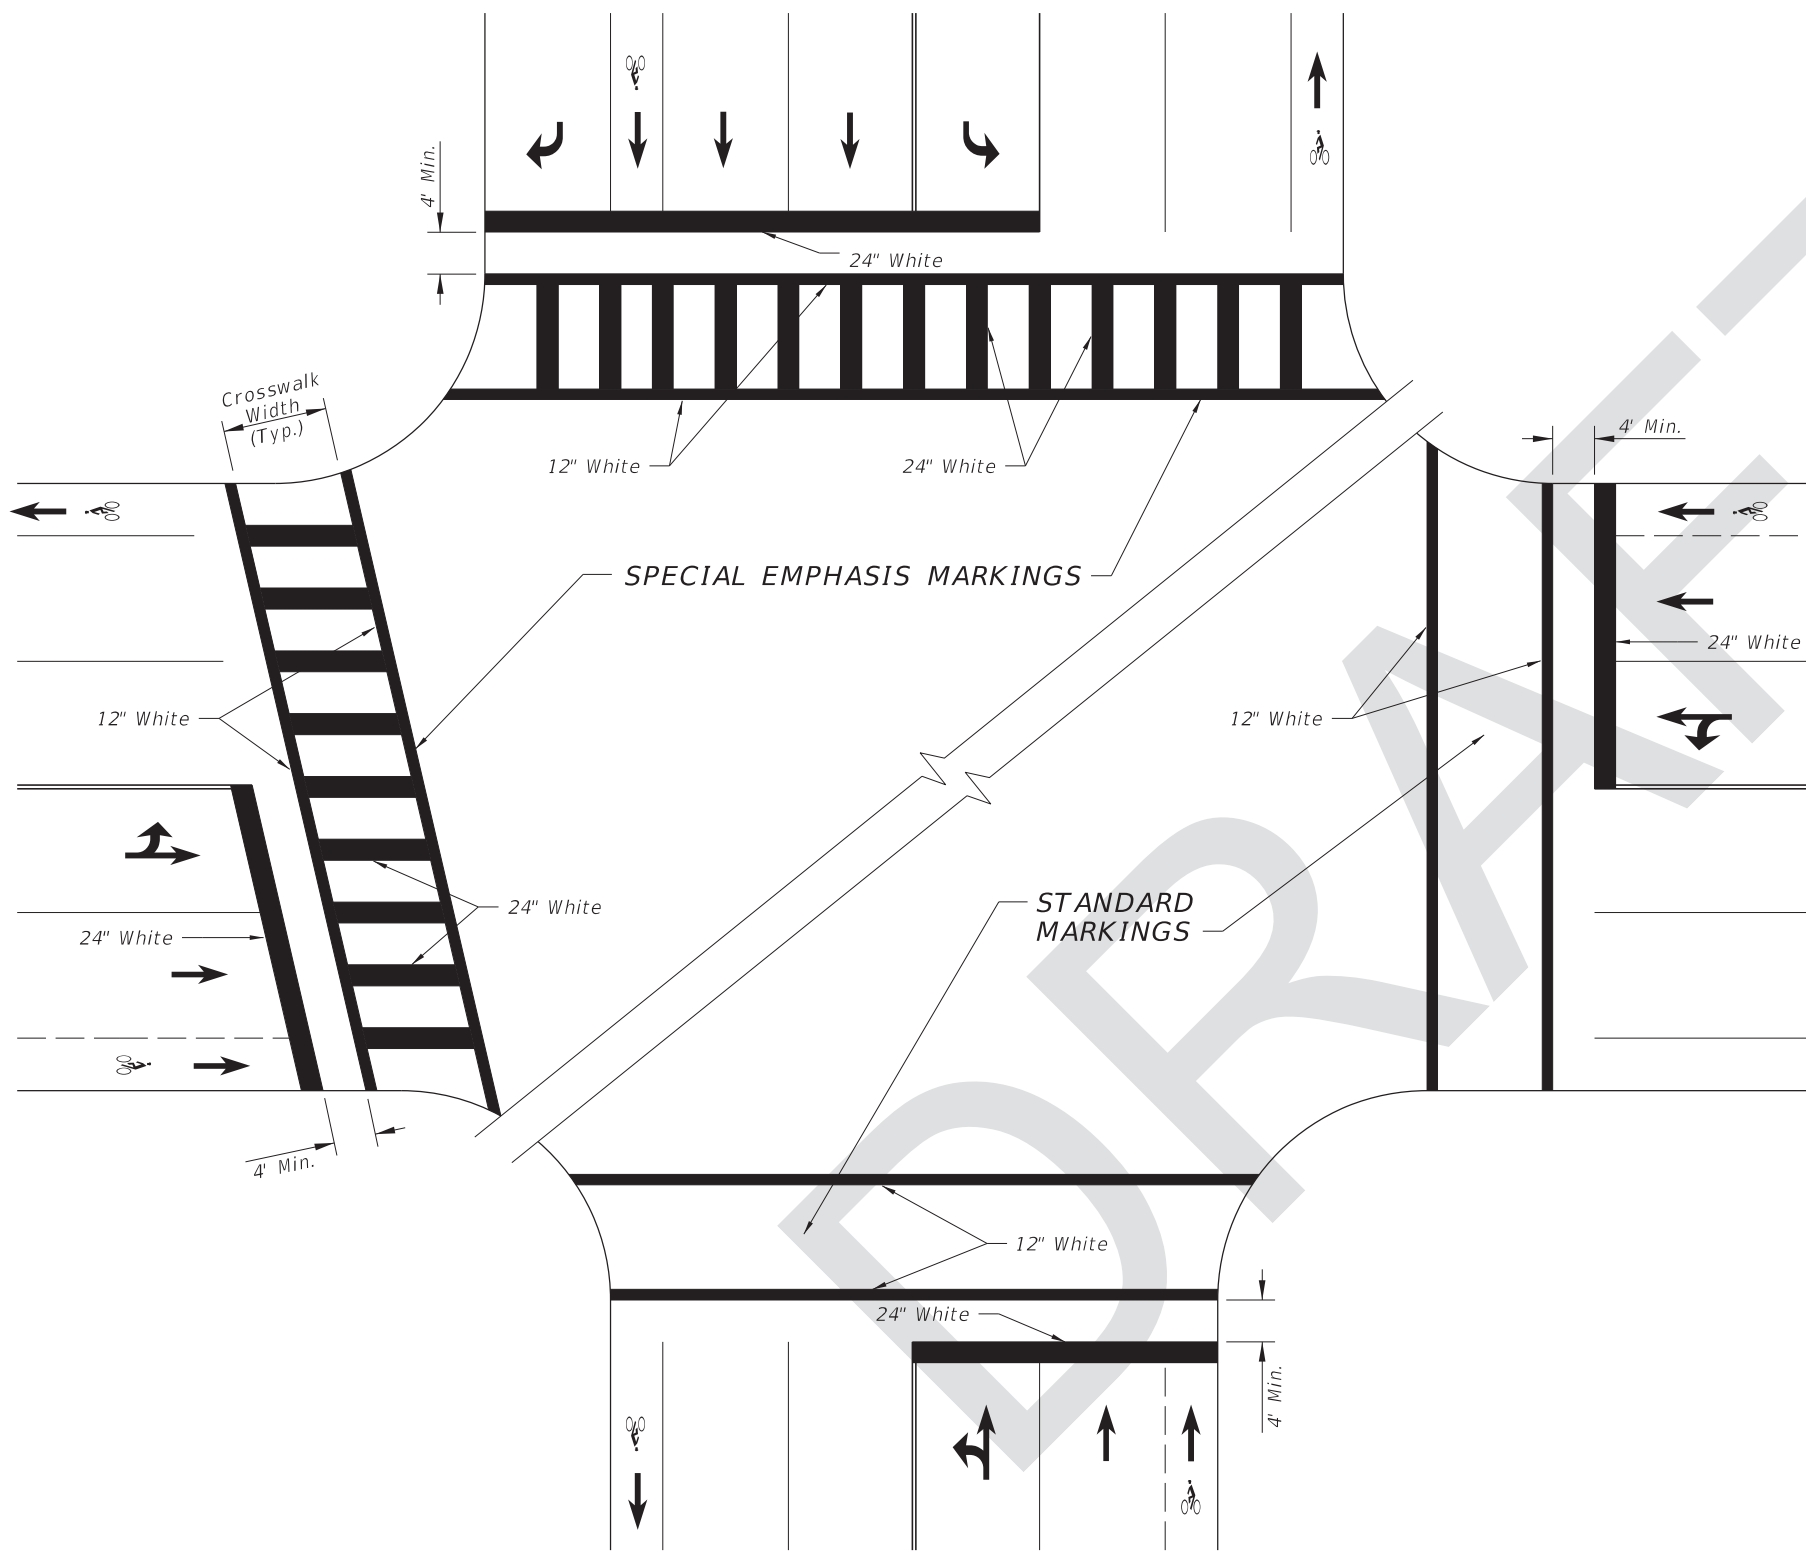 4' Min.
24" White
Crosswalk
Width
(Typ.)
12" White
24" White
4' Min.
SPECIAL EMPHASIS MARKINGS
24" White
12" White
12" White
STANDARD
MARKINGS
24" White
24" White
4' Min.
12" White
24" White
4' Min.
DRAFT